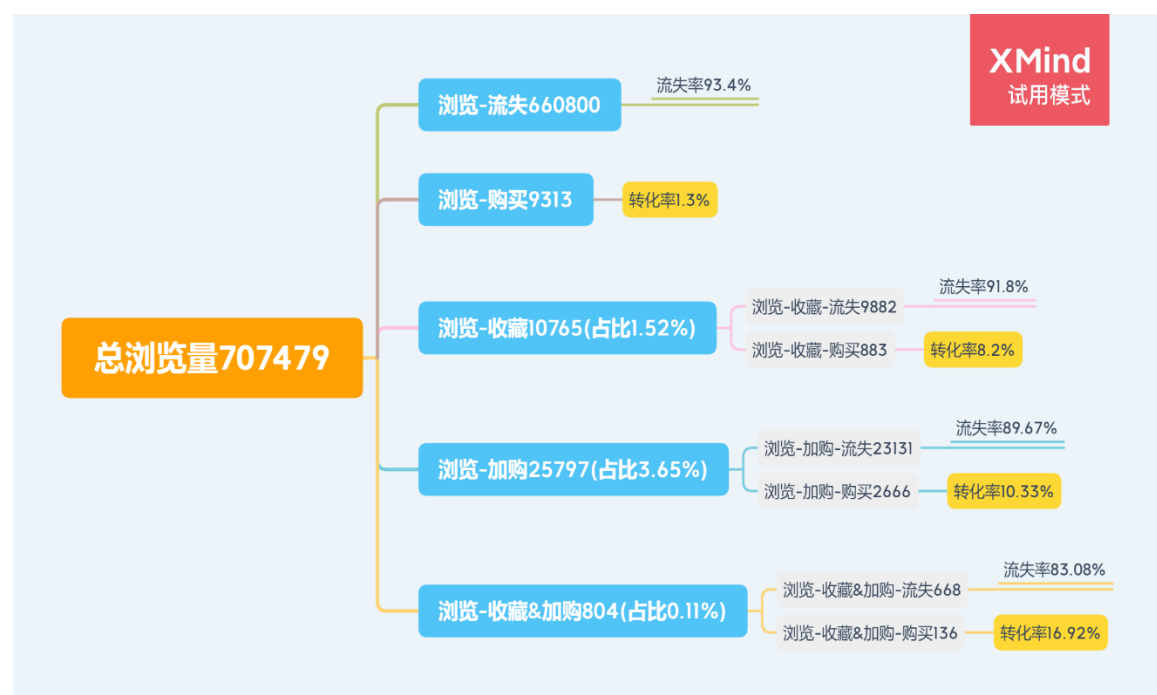 XMind
试用模式
总浏览量707479
浏览-流失660800
流失率93.4%
浏览-购买9313
转化率1.3%
浏览-收藏10765(占比1.52%)
浏览-收藏-流失9882
流失率91.8%
浏览-收藏-购买883
转化率8.2%
浏览-加购25797(占比3.65%)
浏览-加购-流失23131
流失率89.67%
浏览-加购-购买2666
转化率10.33%
浏览-收藏&加购804(占比0.11%)
浏览-收藏&加购-流失668
流失率83.08%
浏览-收藏&加购-购买136
转化率16.92%